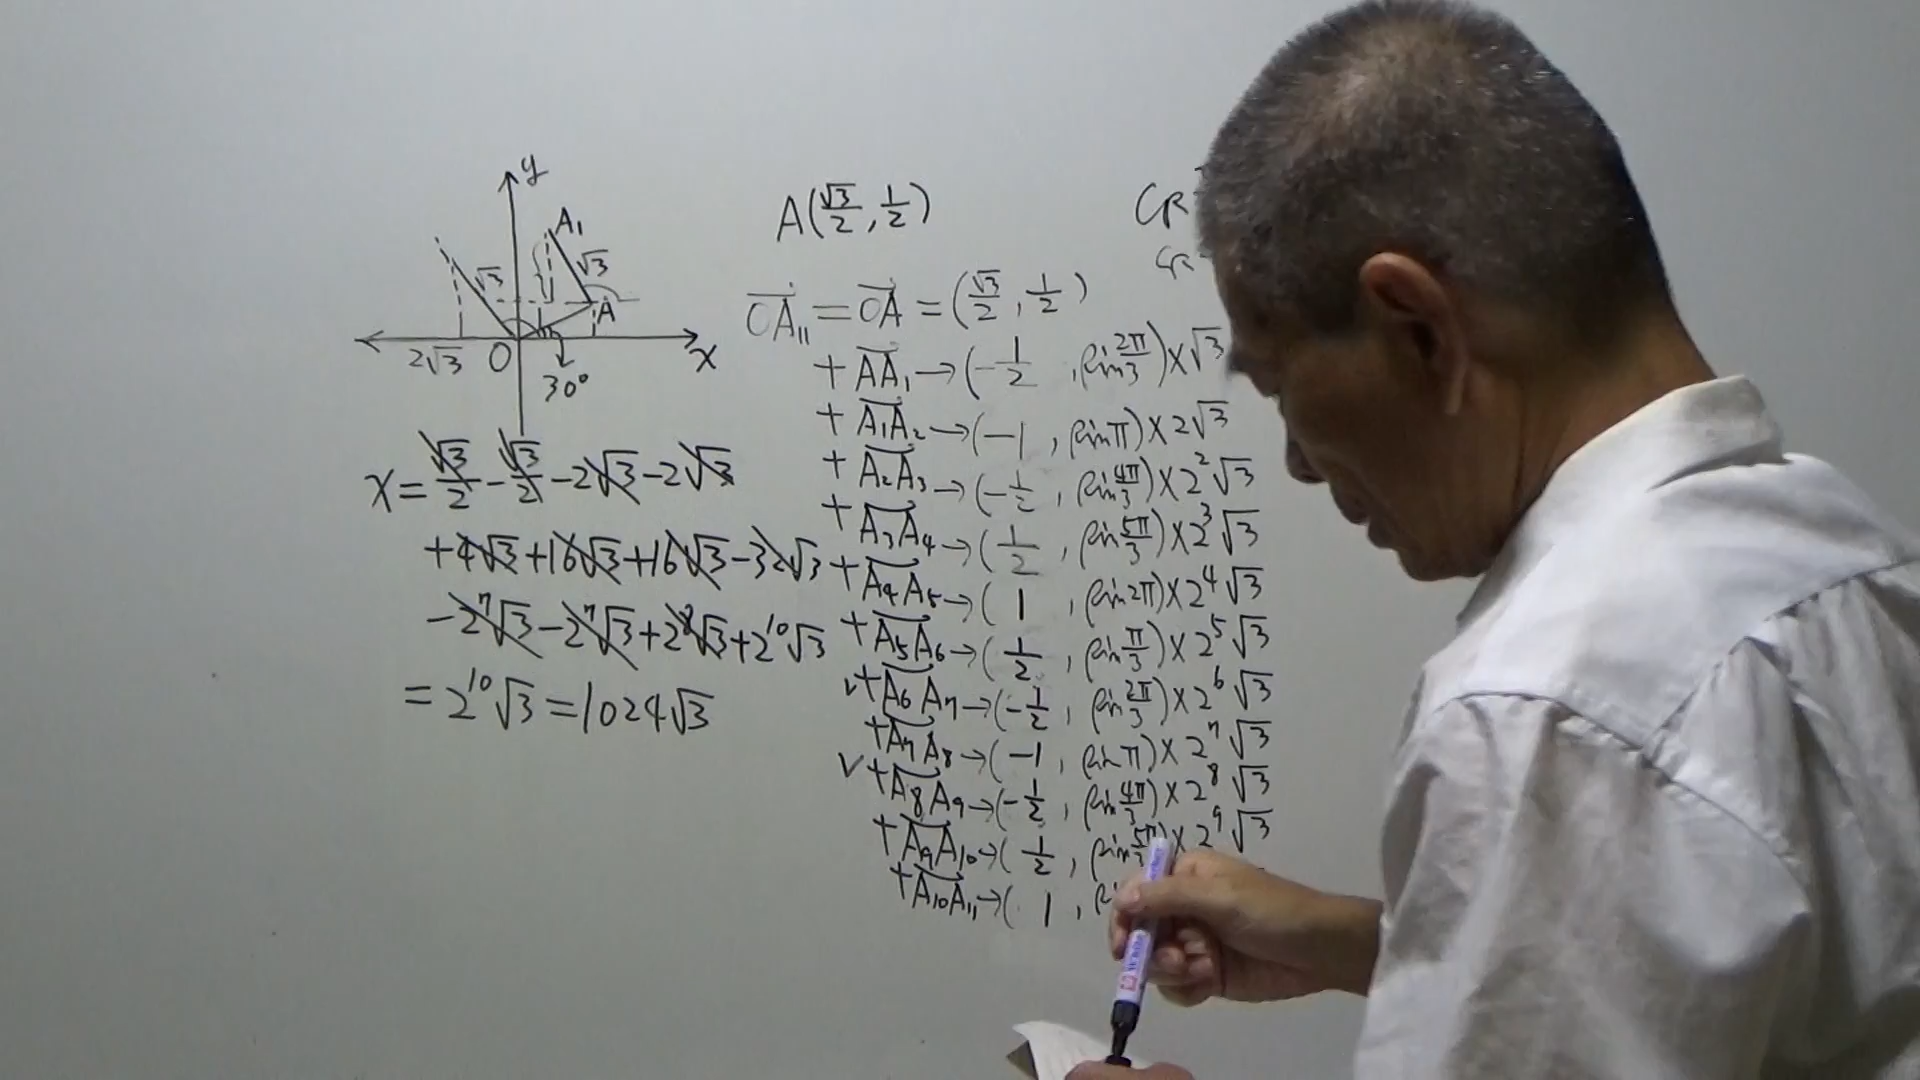 y
A₁
√3
√3
A
2√3 O x
30°
x = √3/2 - √3/2 - 2√3 - 2√3
+ 4√3 + 16√3 + 16√3 - 32√3
- 2⁷√3 - 2⁷√3 + 2⁸√3 + 2¹⁰√3
= 2¹⁰√3 = 1024√3
A(√3/2, 1/2)
OA₁₁ = OA = (√3/2, 1/2)
+ AA₁ → (-1/2, sin 2π/3) × √3
+ A₁A₂ → (-1, sin π) × 2√3
+ A₂A₃ → (-1/2, sin 4π/3) × 2²√3
+ A₃A₄ → (1/2, sin 5π/3) × 2³√3
+ A₄A₅ → (1, sin 2π) × 2⁴√3
+ A₅A₆ → (1/2, sin π/3) × 2⁵√3
✓ + A₆A₇ → (-1/2, sin 2π/3) × 2⁶√3
+ A₇A₈ → (-1, sin π) × 2⁷√3
✓ + A₈A₉ → (-1/2, sin 4π/3) × 2⁸√3
+ A₉A₁₀ → (1/2, sin 5π/3) × 2⁹√3
+ A₁₀A₁₁ → (1,